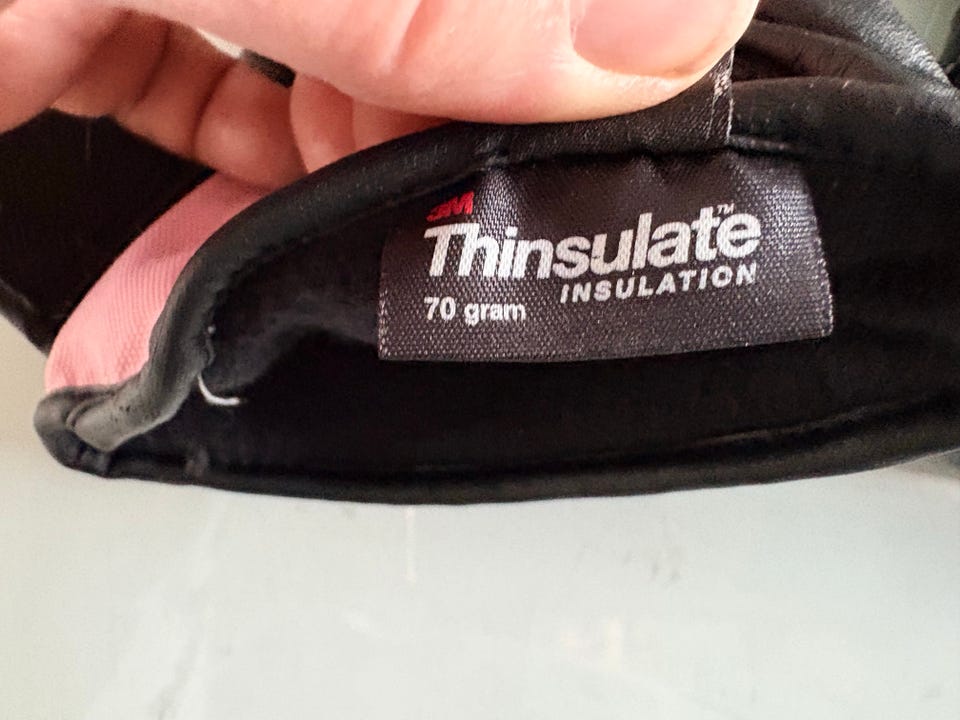 3M
Thinsulate™
INSULATION
70 gram